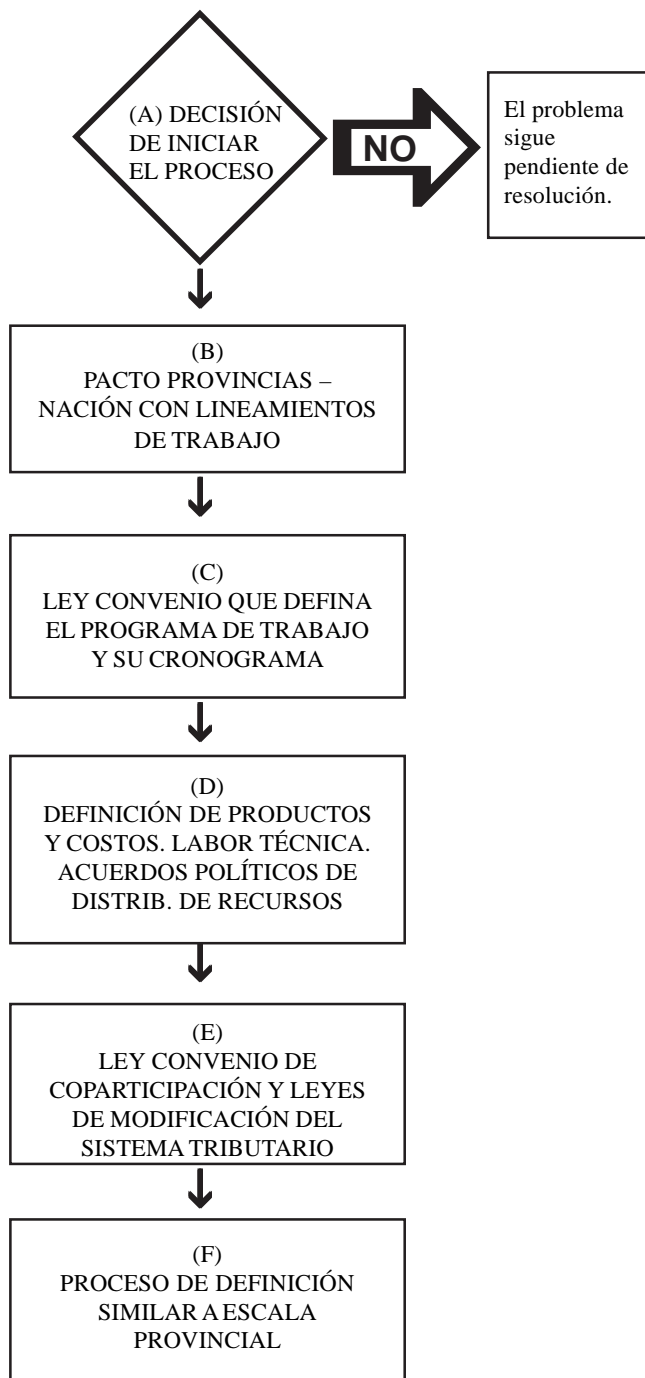 (A) DECISIÓN
DE INICIAR
EL PROCESO
NO
El problema
sigue
pendiente de
resolución.
(B)
PACTO PROVINCIAS –
NACIÓN CON LINEAMIENTOS
DE TRABAJO
(C)
LEY CONVENIO QUE DEFINA
EL PROGRAMA DE TRABAJO
Y SU CRONOGRAMA
(D)
DEFINICIÓN DE PRODUCTOS
Y COSTOS. LABOR TÉCNICA.
ACUERDOS POLÍTICOS DE
DISTRIB. DE RECURSOS
(E)
LEY CONVENIO DE
COPARTICIPACIÓN Y LEYES
DE MODIFICACIÓN DEL
SISTEMA TRIBUTARIO
(F)
PROCESO DE DEFINICIÓN
SIMILAR A ESCALA
PROVINCIAL